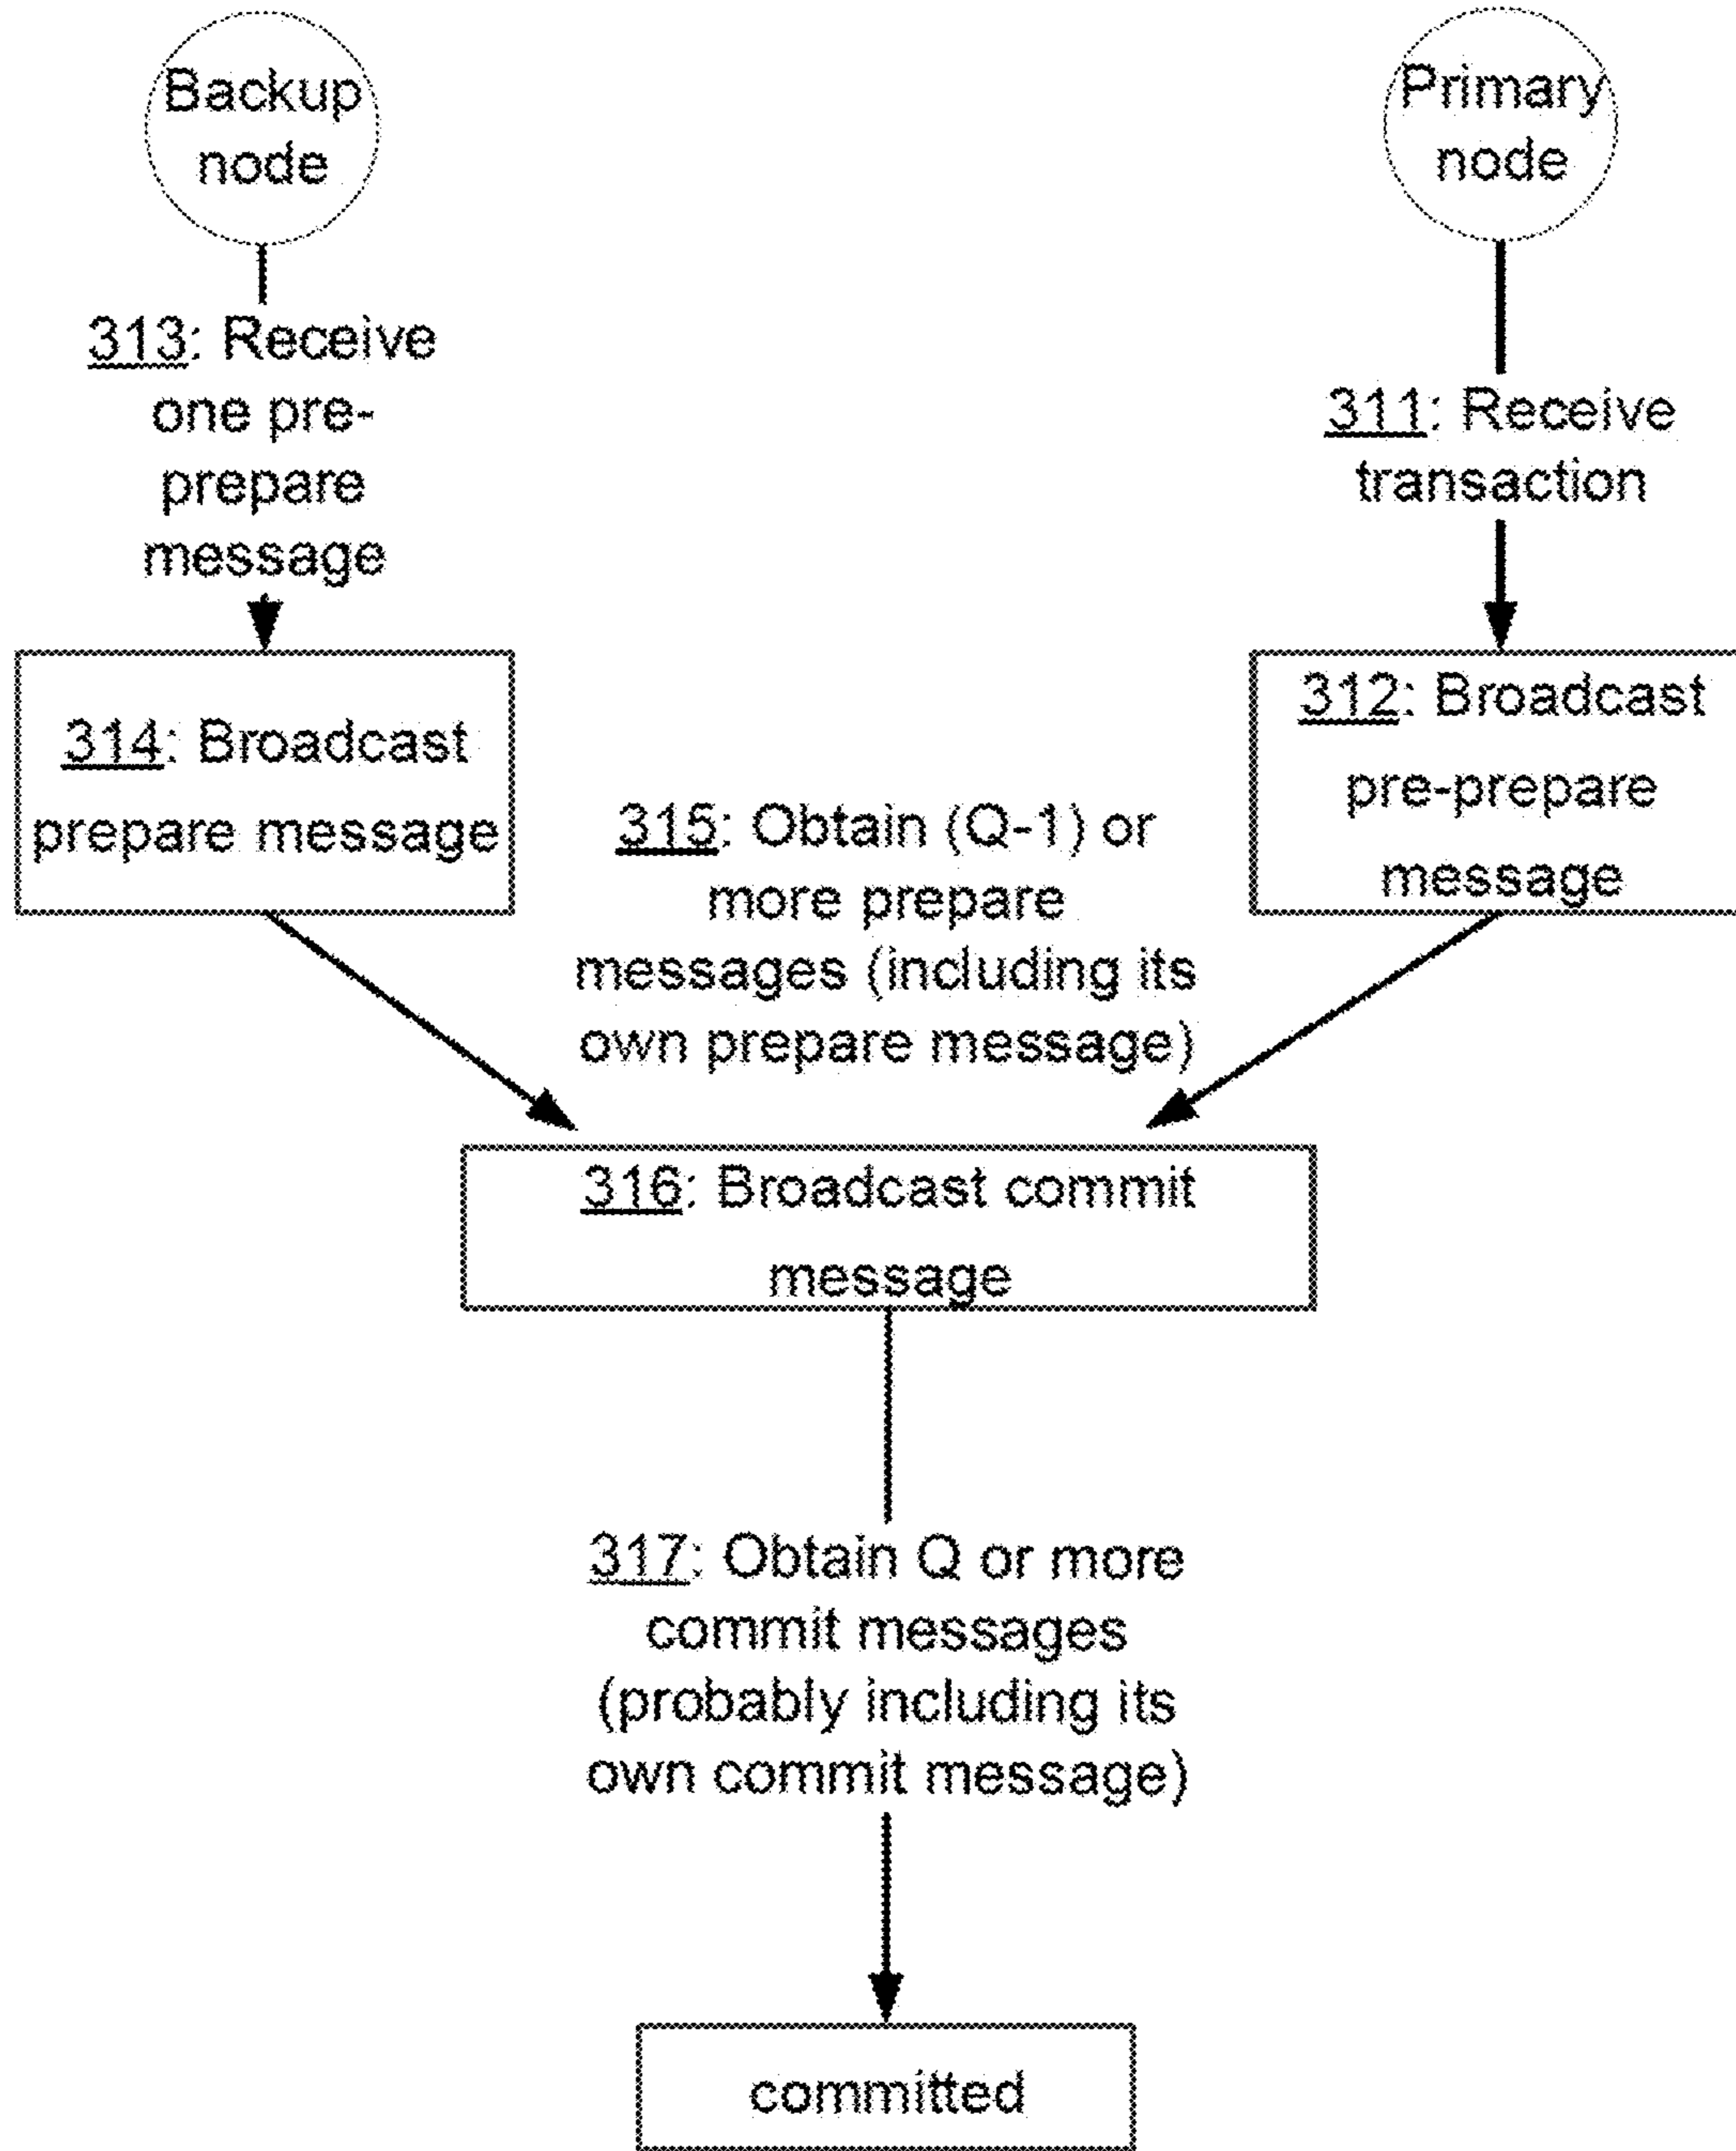 Backup
node
Primary
node
313: Receive
one pre-
prepare
message
311: Receive
transaction
314: Broadcast
prepare message
312: Broadcast
pre-prepare
message
315: Obtain (Q-1) or
more prepare
messages (including its
own prepare message)
316: Broadcast commit
message
317: Obtain Q or more
commit messages
(probably including its
own commit message)
committed